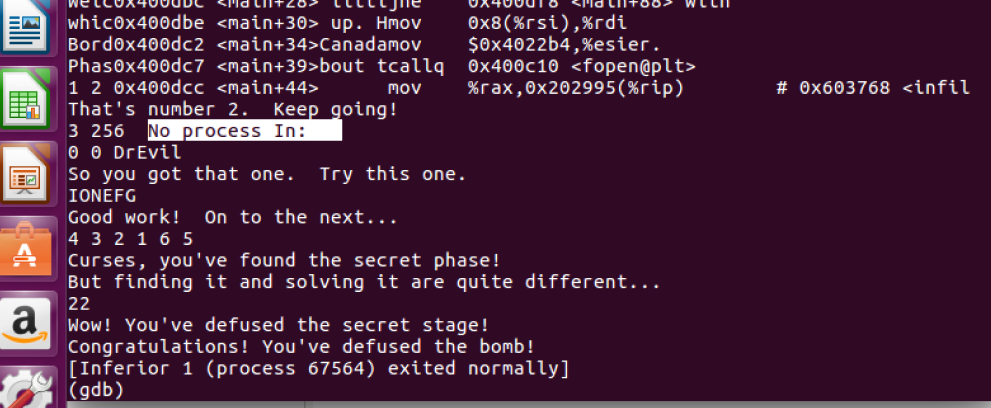 welc0x400dbc <main+28> lllll jne    0x400df8 <main+88> with
whic0x400dbe <main+30> up. Hmov    0x8(%rsi),%rdi
Bord0x400dc2 <main+34>Canadamov    $0x4022b4,%esier.
Phas0x400dc7 <main+39>bout tcallq  0x400c10 <fopen@plt>
1 2 0x400dcc <main+44>      mov    %rax,0x202995(%rip)        # 0x603768 <infil
That's number 2.  Keep going!
3 256  No process In:
0 0 DrEvil
So you got that one.  Try this one.
IONEFG
Good work!  On to the next...
4 3 2 1 6 5
Curses, you've found the secret phase!
But finding it and solving it are quite different...
22
Wow! You've defused the secret stage!
Congratulations! You've defused the bomb!
[Inferior 1 (process 67564) exited normally]
(gdb)